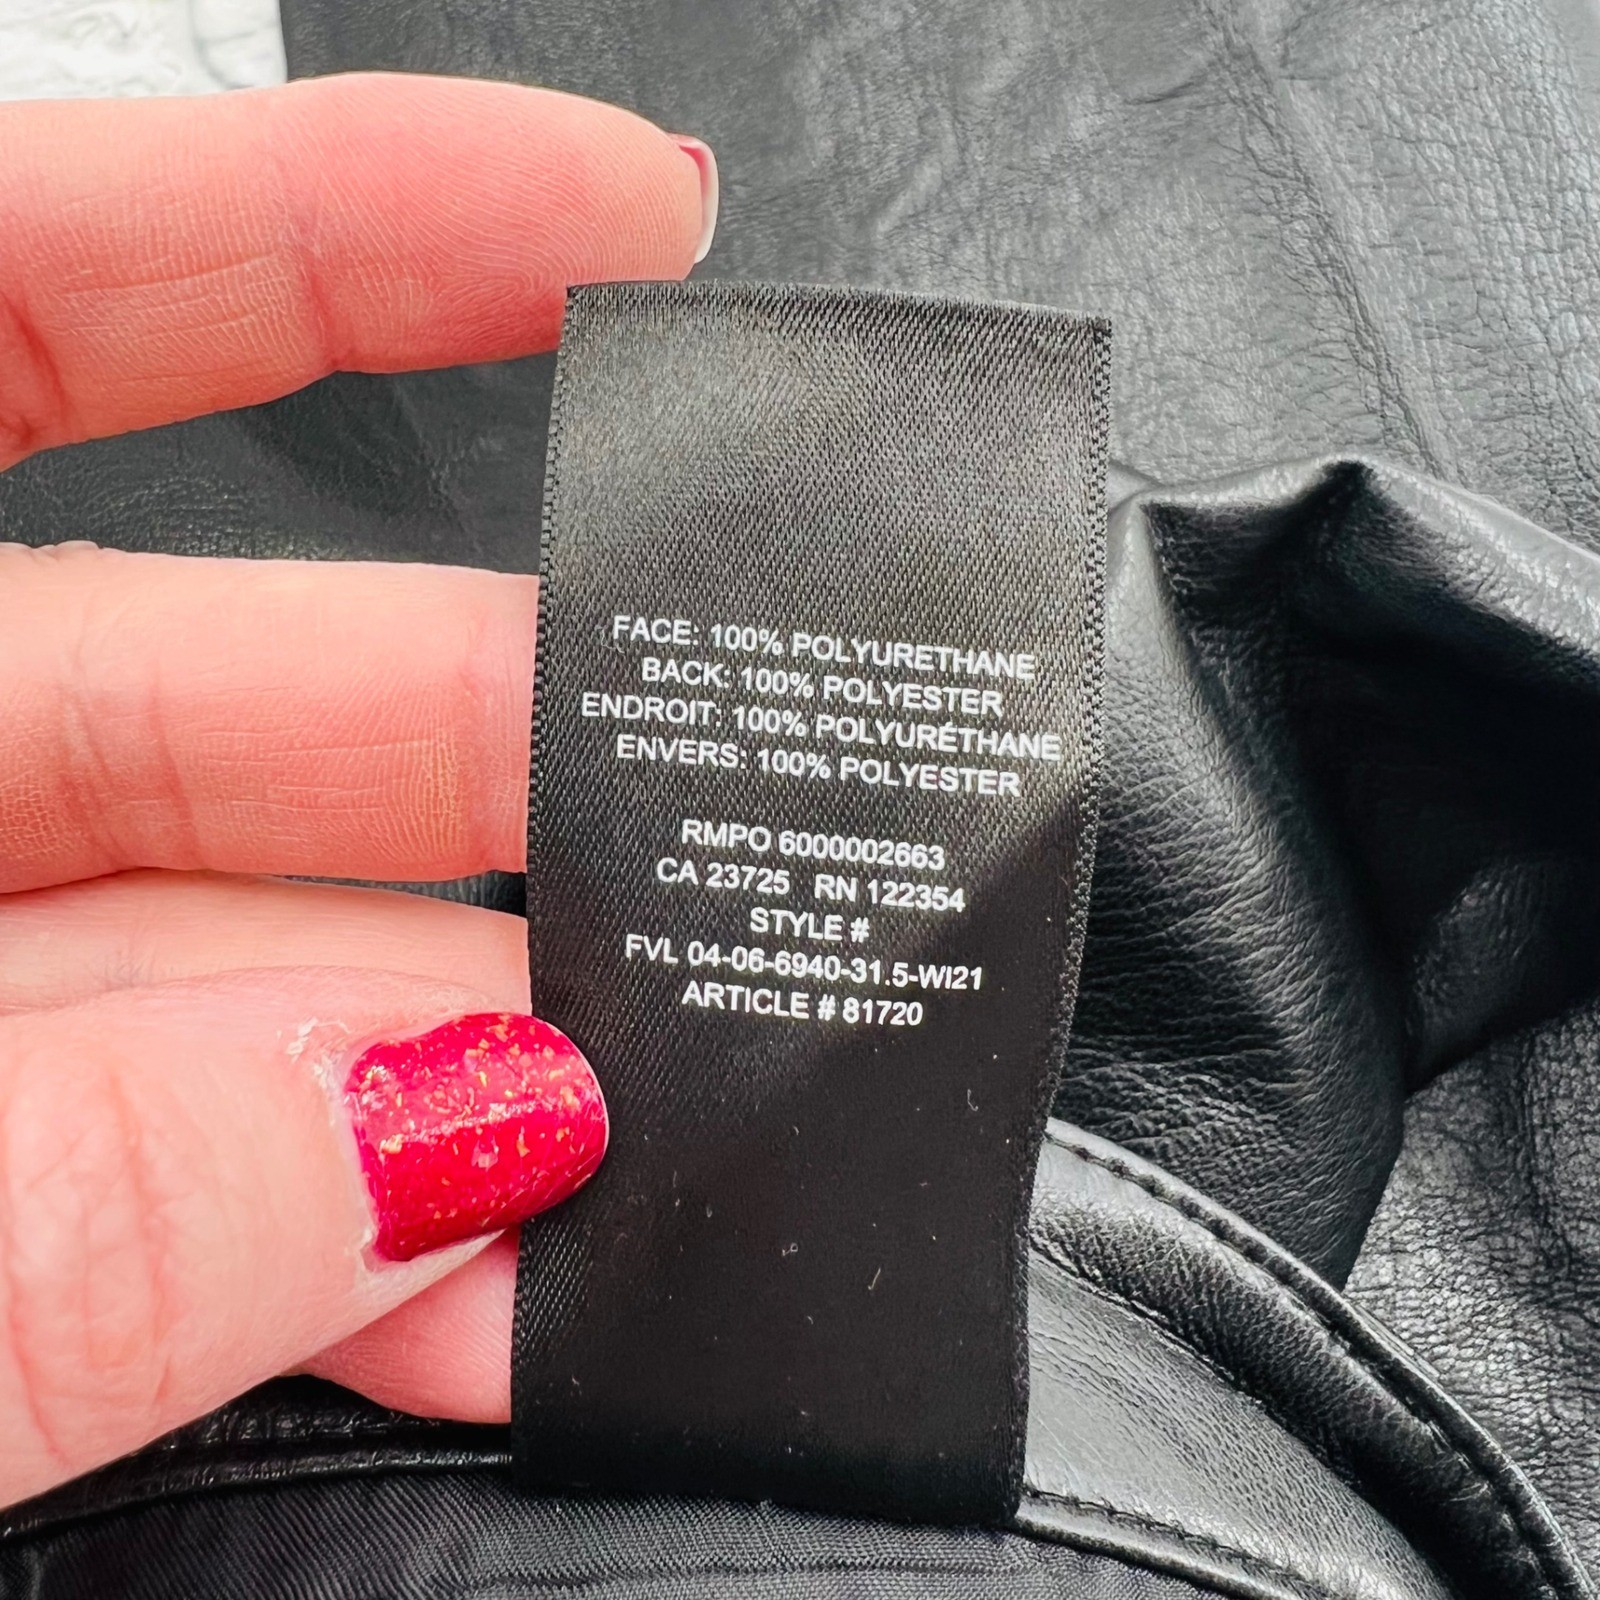 FACE: 100% POLYURETHANE
BACK: 100% POLYESTER
ENDROIT: 100% POLYURÉTHANE
ENVERS: 100% POLYESTER
RMPO 6000002663
CA 23725 RN 122354
STYLE #
FVL 04-06-6940-31.5-WI21
ARTICLE # 81720